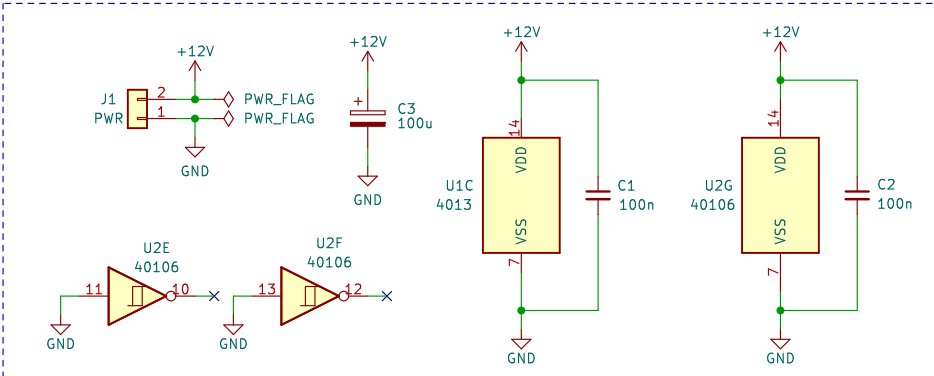 +12V
J1
PWR
2
1
PWR_FLAG
PWR_FLAG
GND
+12V
+
C3
100u
GND
+12V
14
VDD
U1C
4013
VSS
7
C1
100n
GND
+12V
14
VDD
U2G
40106
VSS
7
C2
100n
GND
U2E
40106
11
10
GND
U2F
40106
13
12
GND